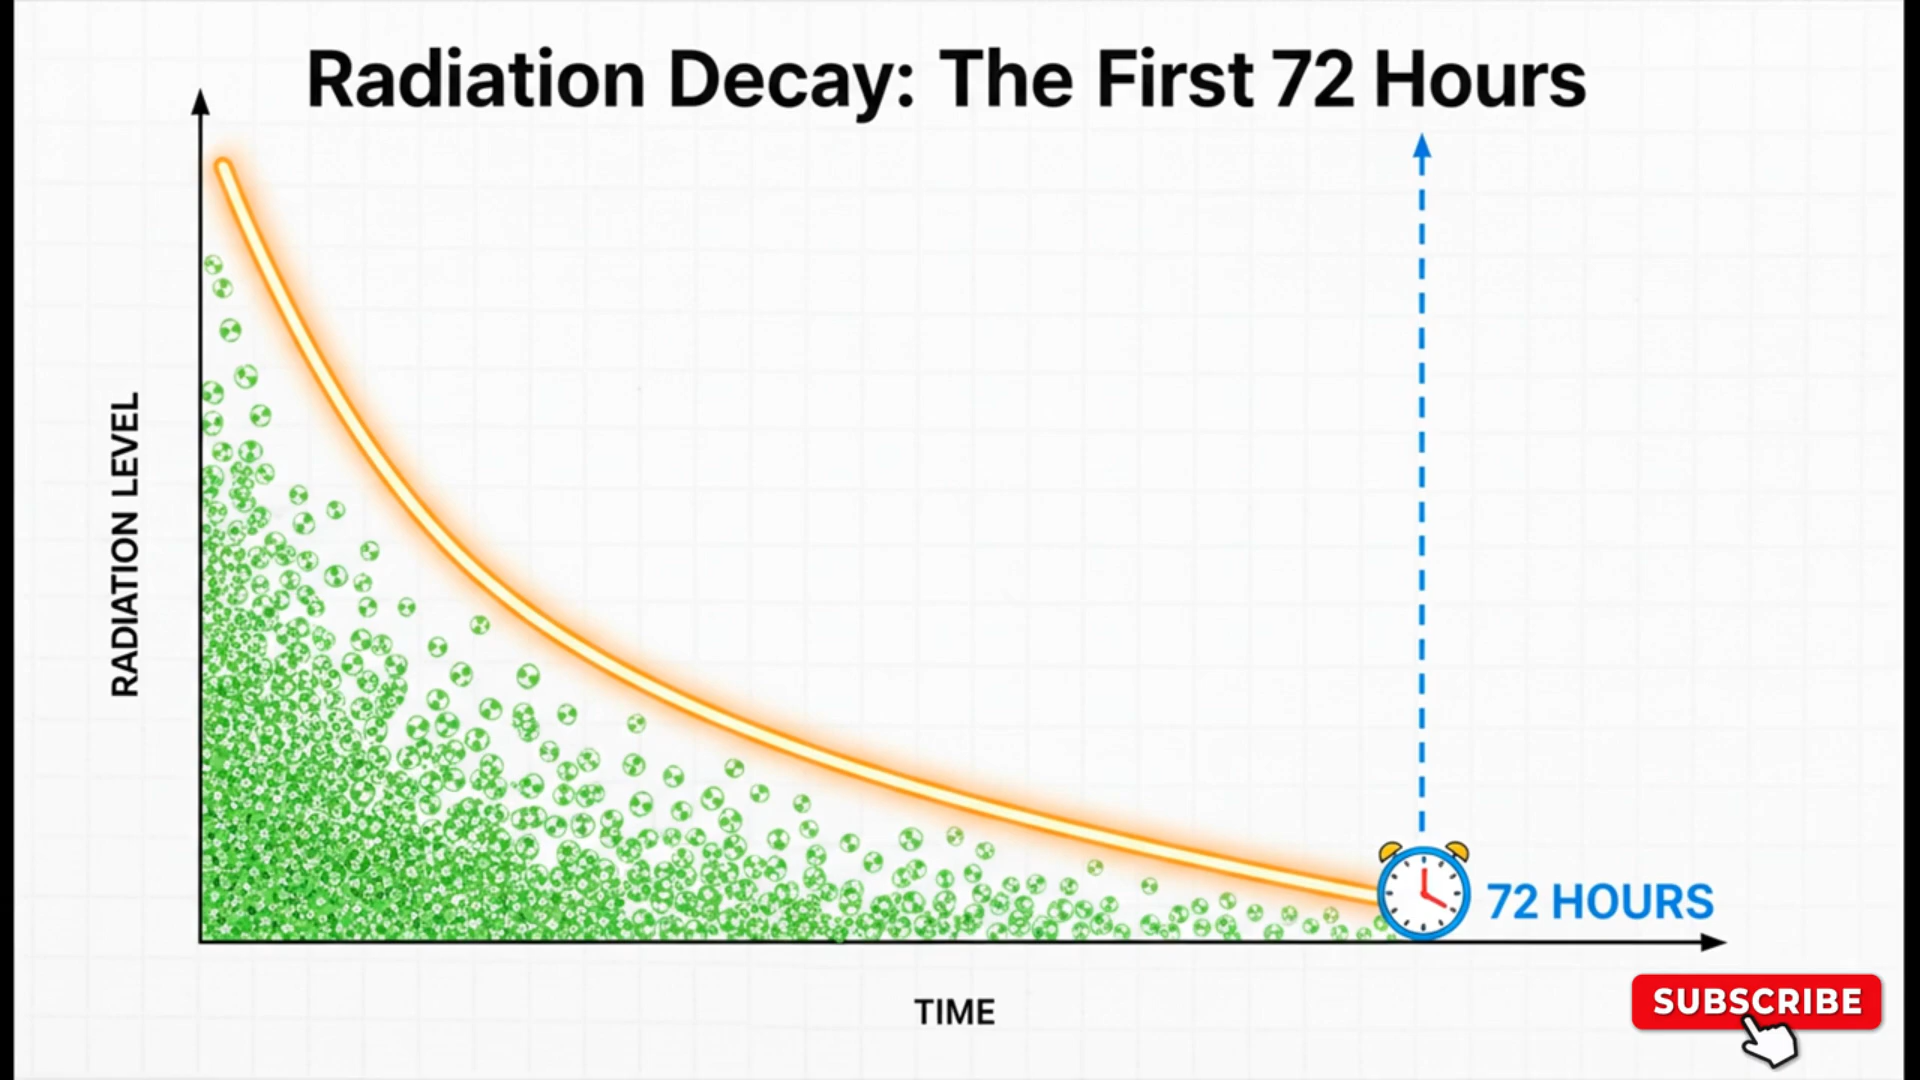 Radiation Decay: The First 72 Hours
RADIATION LEVEL
72 HOURS
TIME
SUBSCRIBE